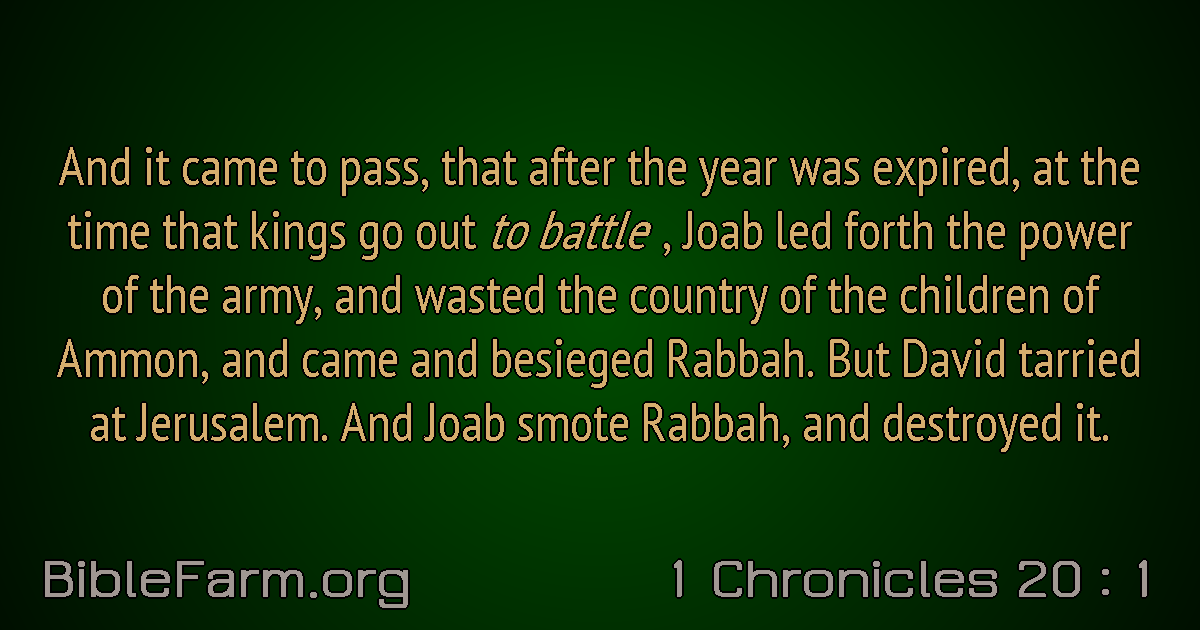 And it came to pass, that after the year was expired, at the
time that kings go out to battle , Joab led forth the power
of the army, and wasted the country of the children of
Ammon, and came and besieged Rabbah. But David tarried
at Jerusalem. And Joab smote Rabbah, and destroyed it.
BibleFarm.org 1 Chronicles 20 : 1